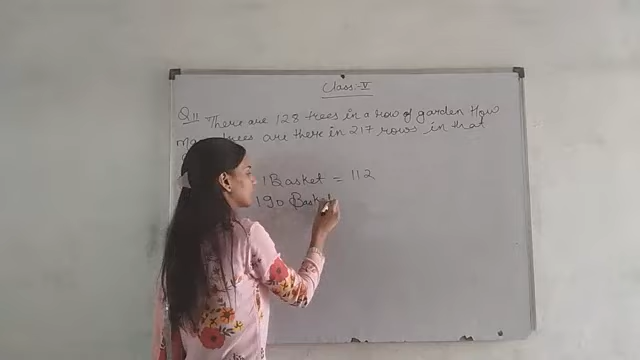 Class:- V
Q11 There are 128 trees in a row of garden How
many trees are there in 217 rows in that
1 Basket = 112
190 Basket